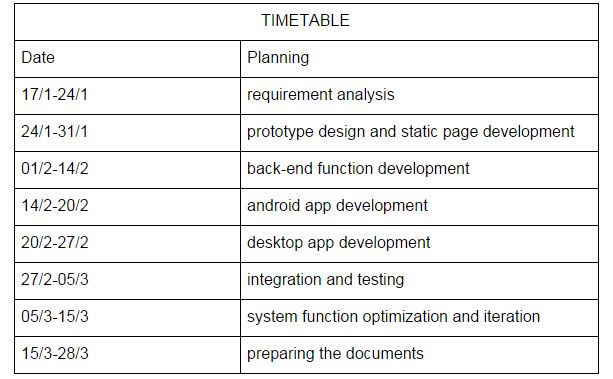 TIMETABLE
Date Planning
17/1-24/1 requirement analysis
24/1-31/1 prototype design and static page development
01/2-14/2 back-end function development
14/2-20/2 android app development
20/2-27/2 desktop app development
27/2-05/3 integration and testing
05/3-15/3 system function optimization and iteration
15/3-28/3 preparing the documents